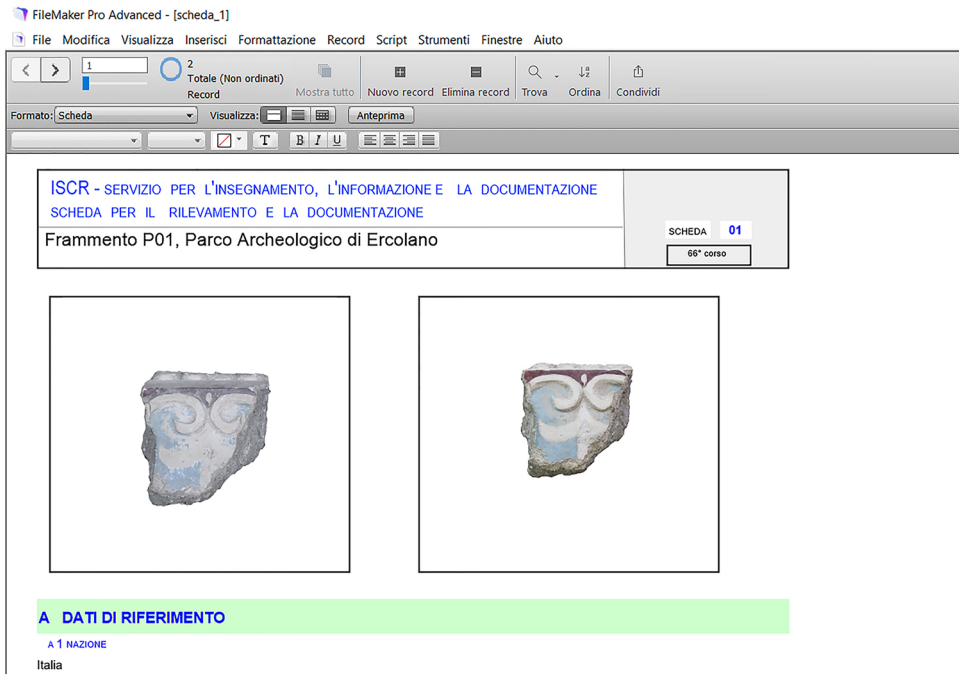 FileMaker Pro Advanced - [scheda_1]
File Modifica Visualizza Inserisci Formattazione Record Script Strumenti Finestre Aiuto
1
2
Totale (Non ordinati)
Record
Mostra tutto Nuovo record Elimina record Trova Ordina Condividi
Formato: Scheda Visualizza: Anteprima
T B I U
ISCR - SERVIZIO PER L'INSEGNAMENTO, L'INFORMAZIONE E LA DOCUMENTAZIONE
SCHEDA PER IL RILEVAMENTO E LA DOCUMENTAZIONE
Frammento P01, Parco Archeologico di Ercolano
SCHEDA 01
66° corso
A DATI DI RIFERIMENTO
A 1 NAZIONE
Italia